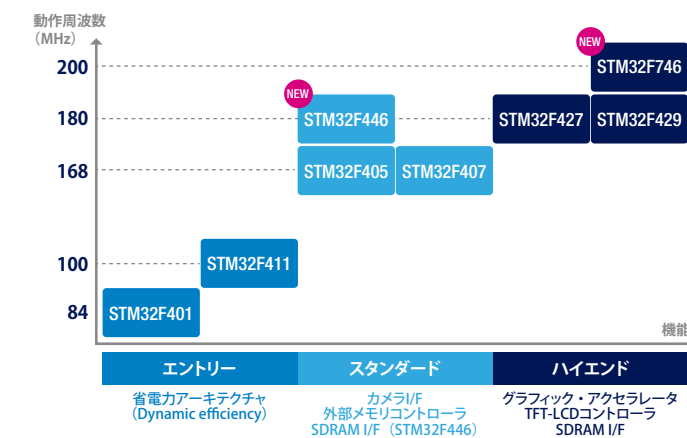 動作周波数
（MHz）
200
NEW
STM32F746
NEW
180
STM32F446
STM32F427
STM32F429
168
STM32F405
STM32F407
100
STM32F411
84
STM32F401
機能
エントリー
スタンダード
ハイエンド
省電力アーキテクチャ
（Dynamic efficiency）
カメラI/F
外部メモリコントローラ
SDRAM I/F（STM32F446）
グラフィック・アクセラレータ
TFT-LCDコントローラ
SDRAM I/F